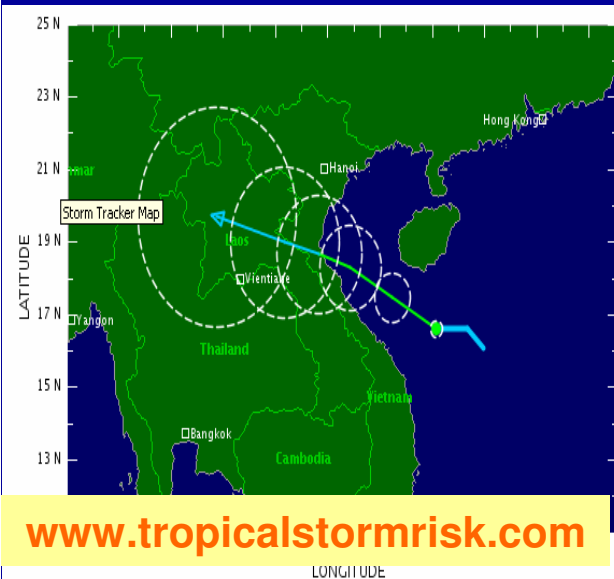 25 N
23 N
Hong Kong
21 N
mar
Hanoi
Storm Tracker Map
19 N
Laos
LATITUDE
Vientiane
17 N
Yangon
Thailand
15 N
Vietnam
Bangkok
13 N
Cambodia
www.tropicalstormrisk.com
LONGITUDE